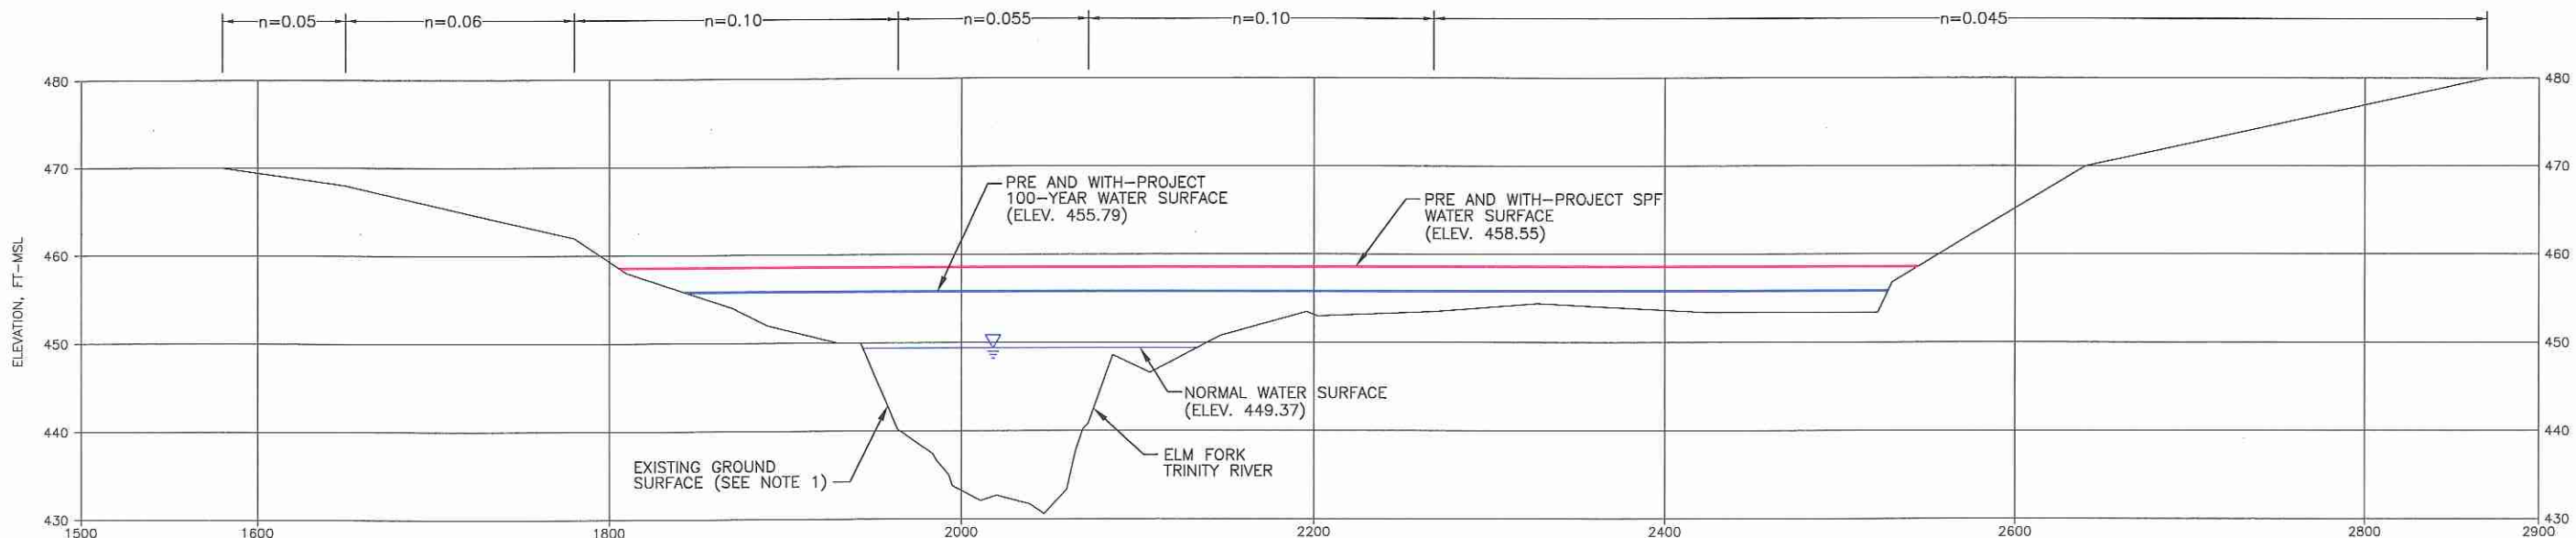 n=0.05 n=0.06 n=0.10 n=0.055 n=0.10 n=0.045
480 480
470 470
PRE AND WITH-PROJECT
100-YEAR WATER SURFACE
(ELEV. 455.79)
PRE AND WITH-PROJECT SPF
WATER SURFACE
(ELEV. 458.55)
ELEVATION, FT-MSL
460 460
450 450
NORMAL WATER SURFACE
(ELEV. 449.37)
440 440
EXISTING GROUND
SURFACE (SEE NOTE 1)
ELM FORK
TRINITY RIVER
430 430
1500 1600 1800 2000 2200 2400 2600 2800 2900